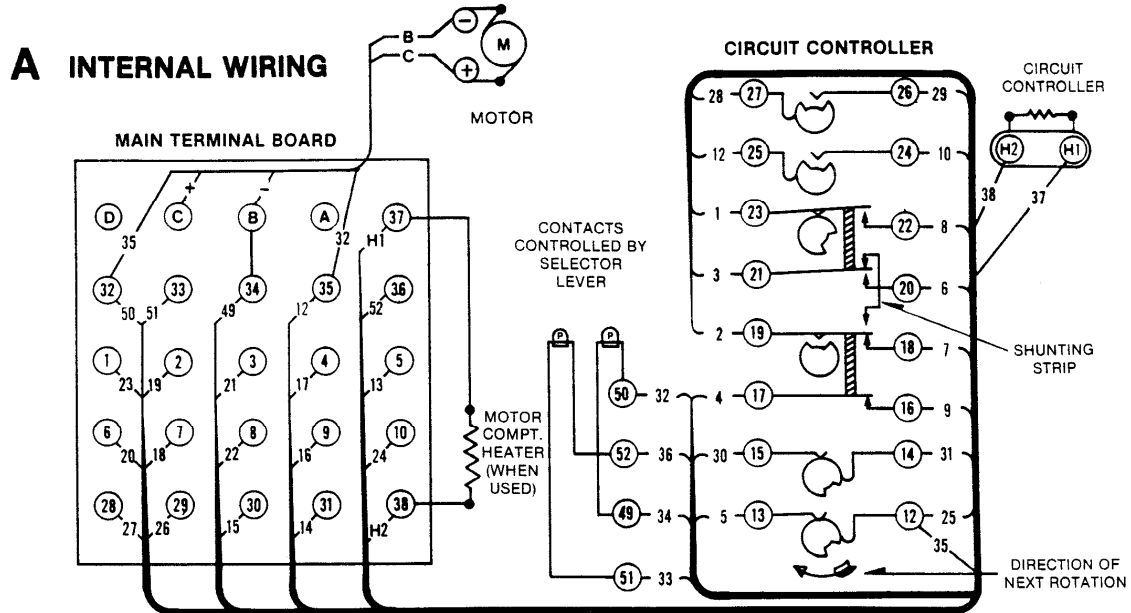 A INTERNAL WIRING
B
C
−
+
M
MOTOR
MAIN TERMINAL BOARD
+ −
D C B A 37
35 32 H1
32 33 34 35 36
50 51 49 12 52
1 2 3 4 5
23 19 21 17 13
6 7 8 9 10
20 18 22 16 24
28 29 30 31 38
27 26 15 14 H2
MOTOR
COMPT.
HEATER
(WHEN
USED)
CONTACTS
CONTROLLED BY
SELECTOR
LEVER
P P
50 32
52 36
49 34
51 33
CIRCUIT CONTROLLER
28 27 26 29
12 25 24 10
1 23 22 8
3 21 20 6
2 19 18 7
4 17 16 9
30 15 14 31
5 13 12 25
35
CIRCUIT
CONTROLLER
H2 H1
38 37
SHUNTING
STRIP
DIRECTION OF
NEXT ROTATION